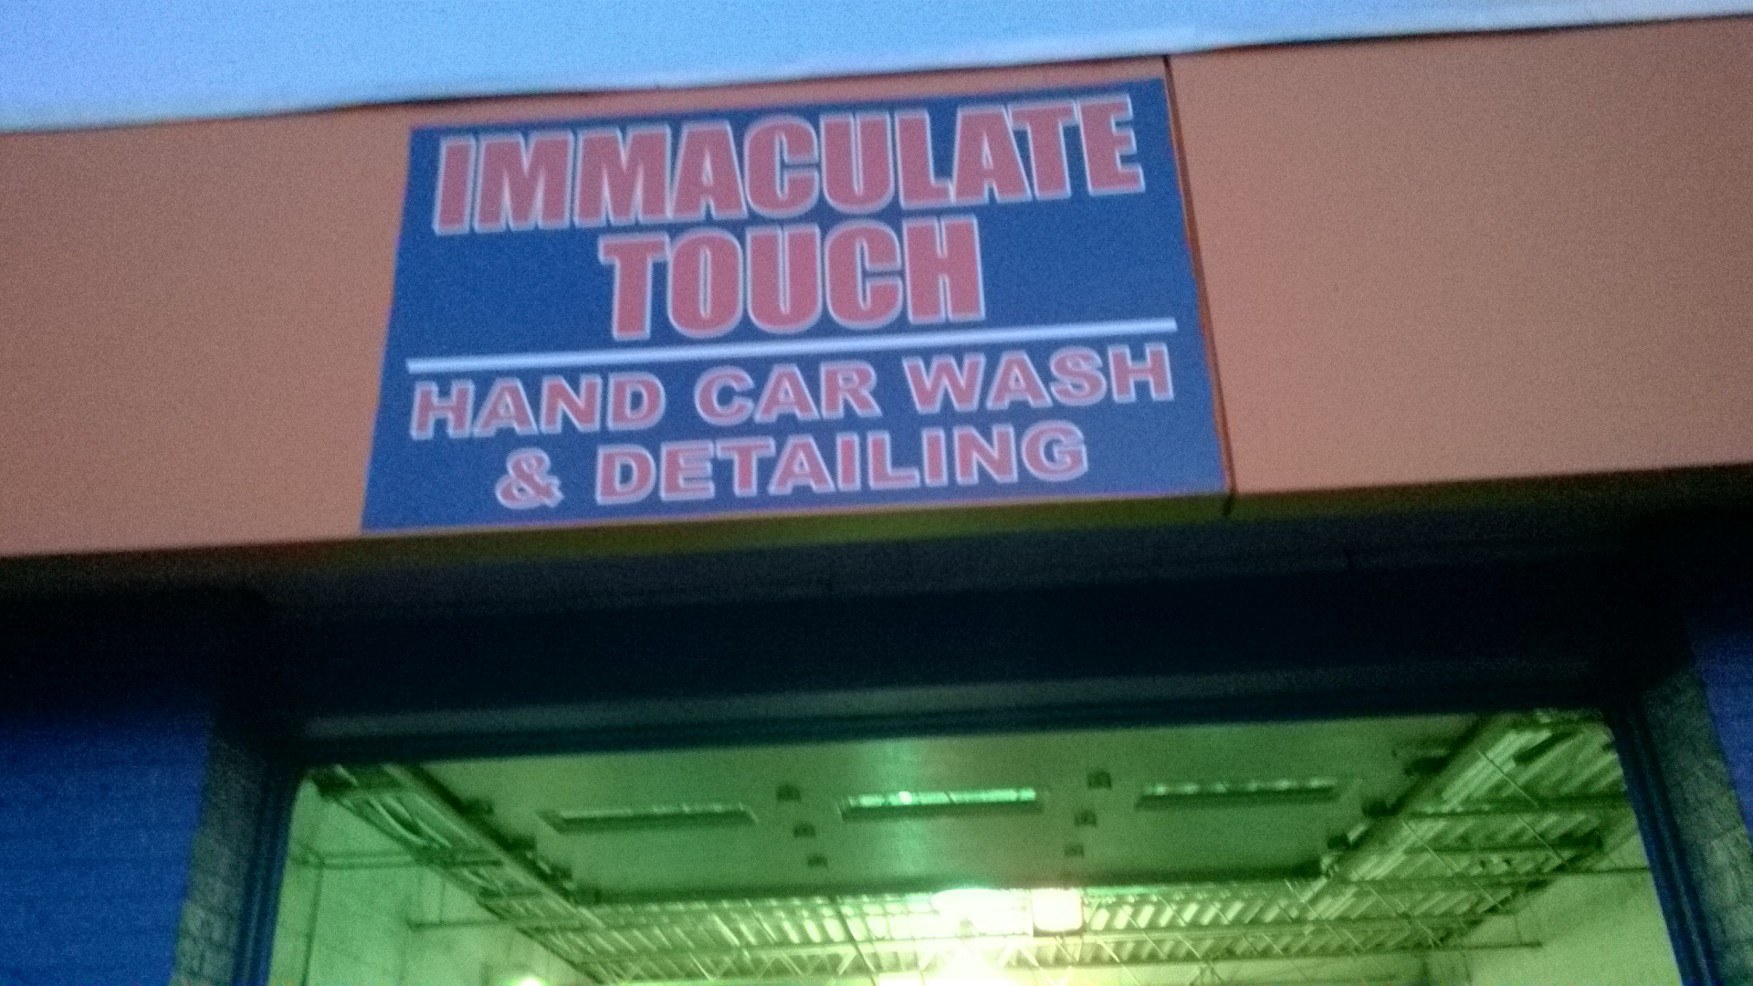 IMMACULATE
TOUCH
HAND CAR WASH
& DETAILING